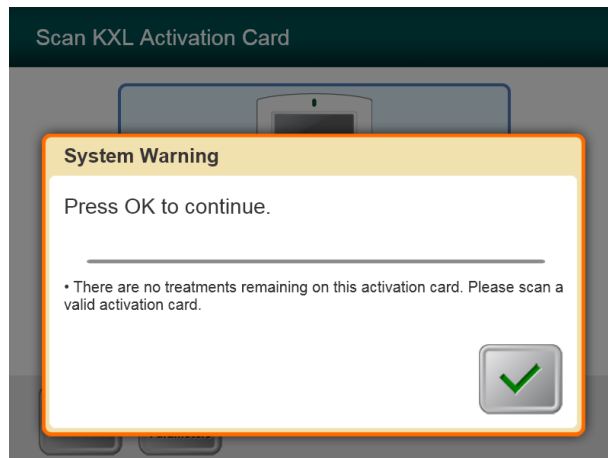 Scan KXL Activation Card
System Warning
Press OK to continue.
• There are no treatments remaining on this activation card. Please scan a
valid activation card.
Parameters